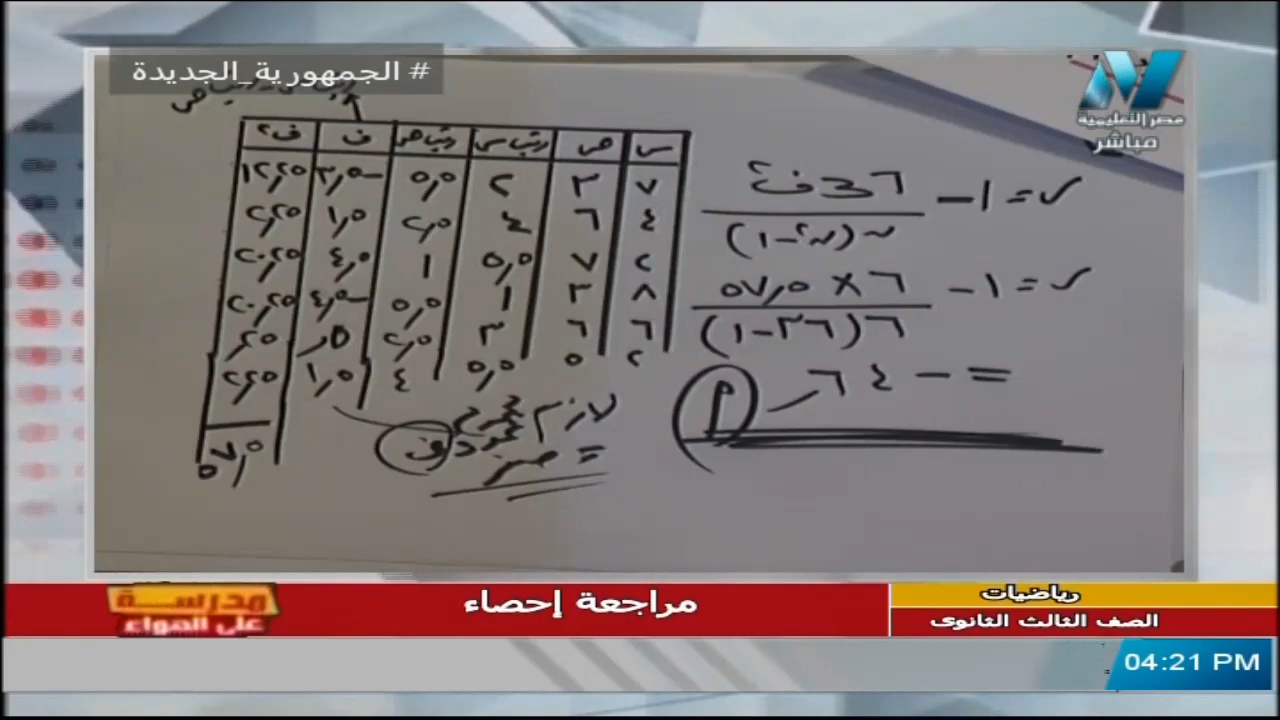 # الجمهورية_الجديدة
مصر التعليمية
مباشر
س | ص | رتب س | رتب ص | ف | ف٢
٧ | ٣ | ٢ | ٥,٥ | -٣,٥ | ١٢,٢٥
٤ | ٦ | ٤ | ٢,٥ | ١,٥ | ٢,٢٥
٢ | ٧ | ٥,٥ | ١ | ٤,٥ | ٢٠,٢٥
٨ | ٣ | ١ | ٥,٥ | -٤,٥ | ٢٠,٢٥
٦ | ٦ | ٣ | ٢,٥ | ,٥ | ,٢٥
٢ | ٥ | ٥,٥ | ٤ | ١,٥ | ٢,٢٥
٥٧,٥
لازم مجموع
عمود ف
= صفر
ر = ١ - ٦ مجـ ف٢ / ن (ن٢ - ١)
ر = ١ - ٦ × ٥٧,٥ / ٦ (٣٦ - ١)
= - ٦٤,
م
رياضيات
مراجعة إحصاء
مدرسة
على الهواء
الصف الثالث الثانوى
04:21 PM